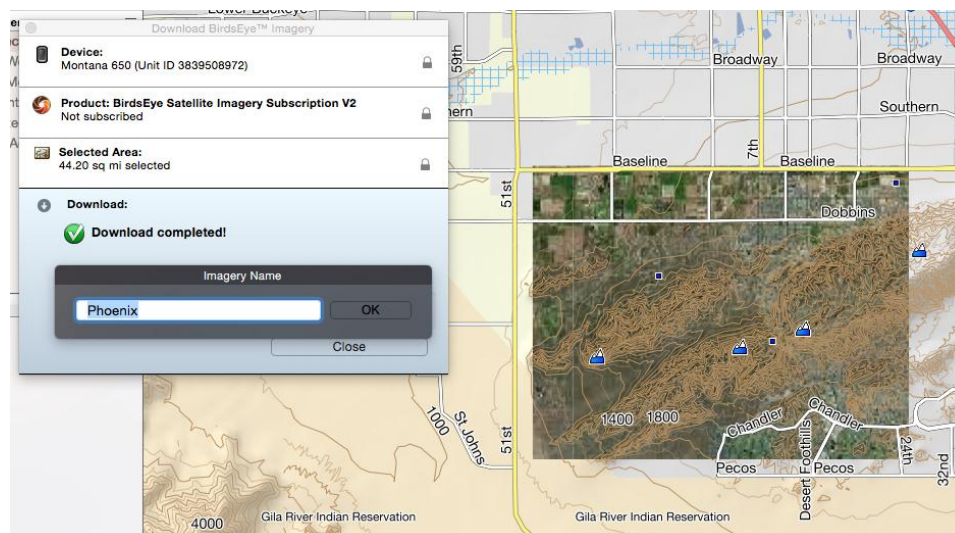 Lower Buckeye
Download BirdsEye™ Imagery
Device:
Montana 650 (Unit ID 3839508972)
Product: BirdsEye Satellite Imagery Subscription V2
Not subscribed
Selected Area:
44.20 sq mi selected
Download:
Download completed!
Imagery Name
Phoenix
OK
Close
59th
Broadway
Broadway
Southern
7th
Baseline
Baseline
51st
Dobbins
1400
1800
Chandler
Chandler
1000
St Johns
51st
Pecos
Desert Foothills
Pecos
24th
32nd
4000
Gila River Indian Reservation
Gila River Indian Reservation